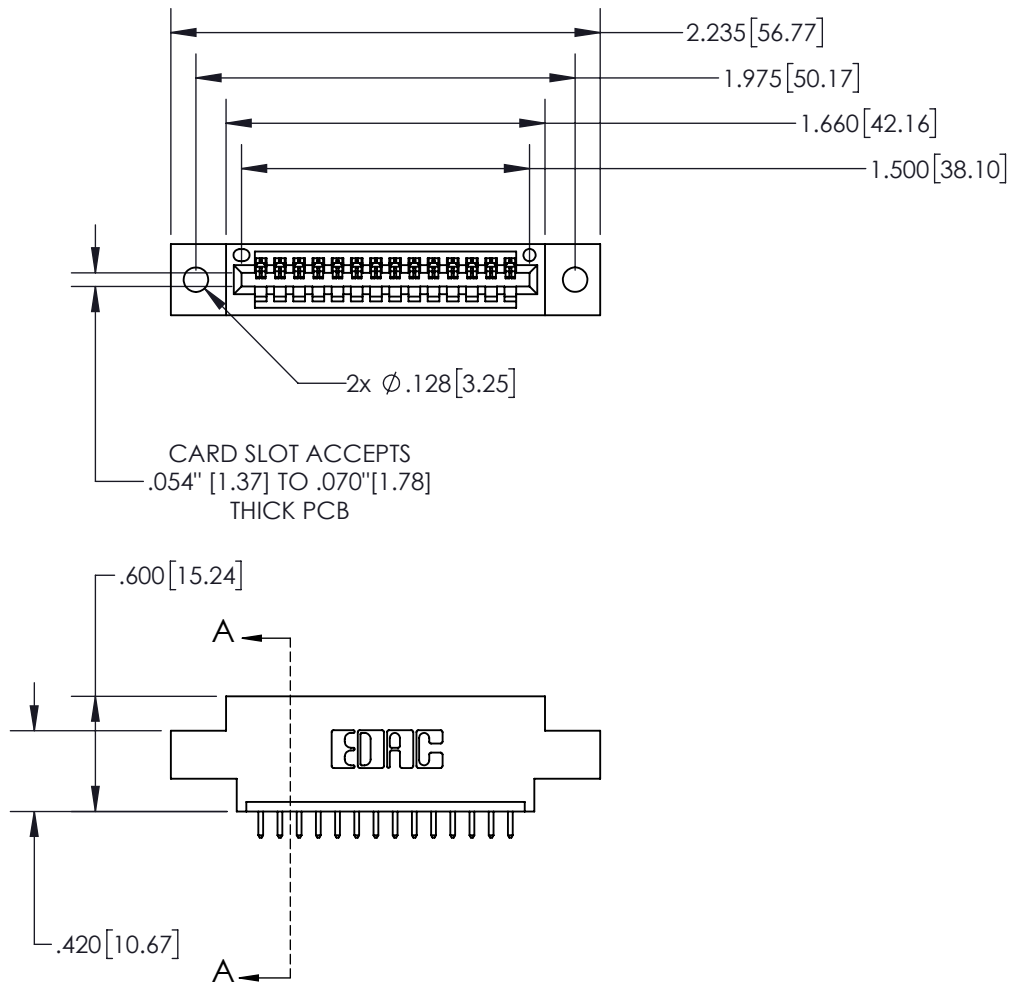 2.235[56.77]
1.975[50.17]
1.660[42.16]
1.500[38.10]
2x ∅.128[3.25]
CARD SLOT ACCEPTS
.054" [1.37] TO .070"[1.78]
THICK PCB
.600[15.24]
A
EDAC
.420[10.67]
A